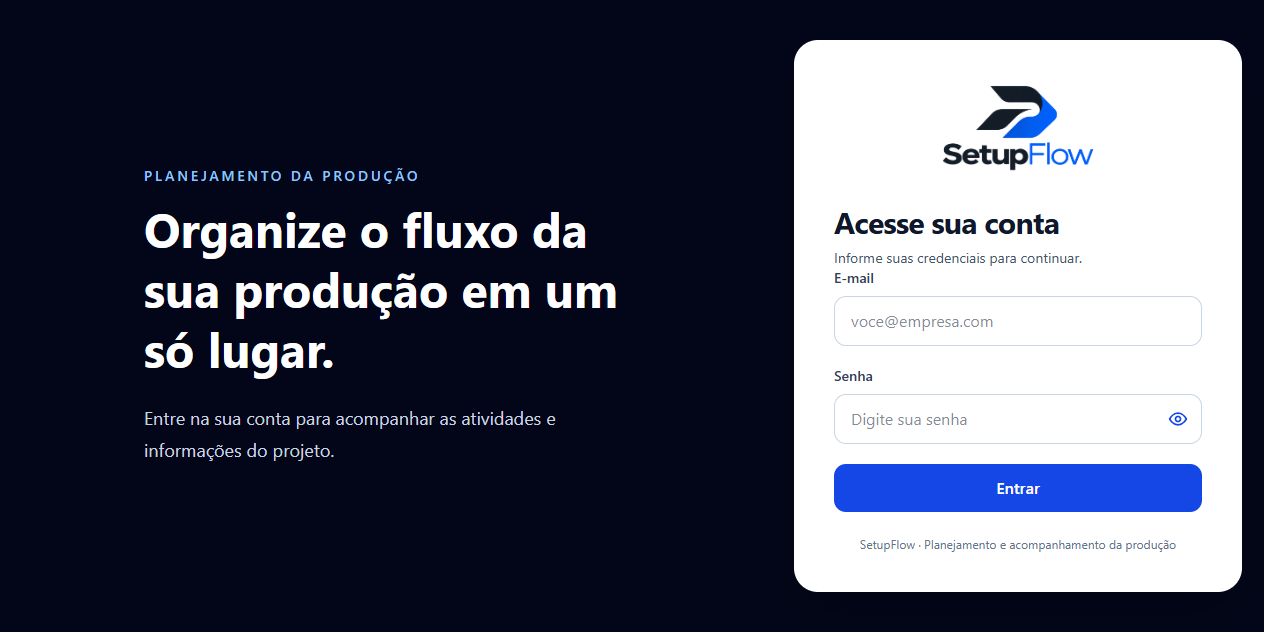 PLANEJAMENTO DA PRODUÇÃO
Organize o fluxo da
sua produção em um
só lugar.
Entre na sua conta para acompanhar as atividades e
informações do projeto.
SetupFlow
Acesse sua conta
Informe suas credenciais para continuar.
E-mail
voce@empresa.com
Senha
Digite sua senha
Entrar
SetupFlow · Planejamento e acompanhamento da produção